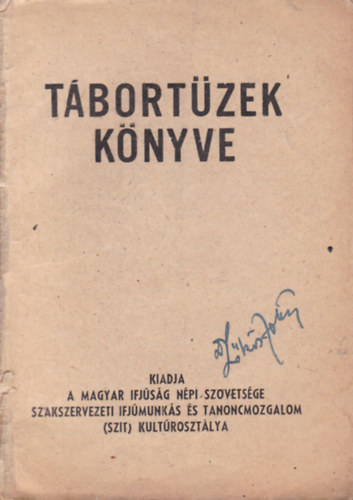 TÁBORTÜZEK
KÖNYVE
KIADJA
A MAGYAR IFJÚSÁG NÉPI SZÖVETSÉGE
SZAKSZERVEZETI IFJÚMUNKÁS ÉS TANONCMOZGALOM
(SZIT) KULTÚROSZTÁLYA